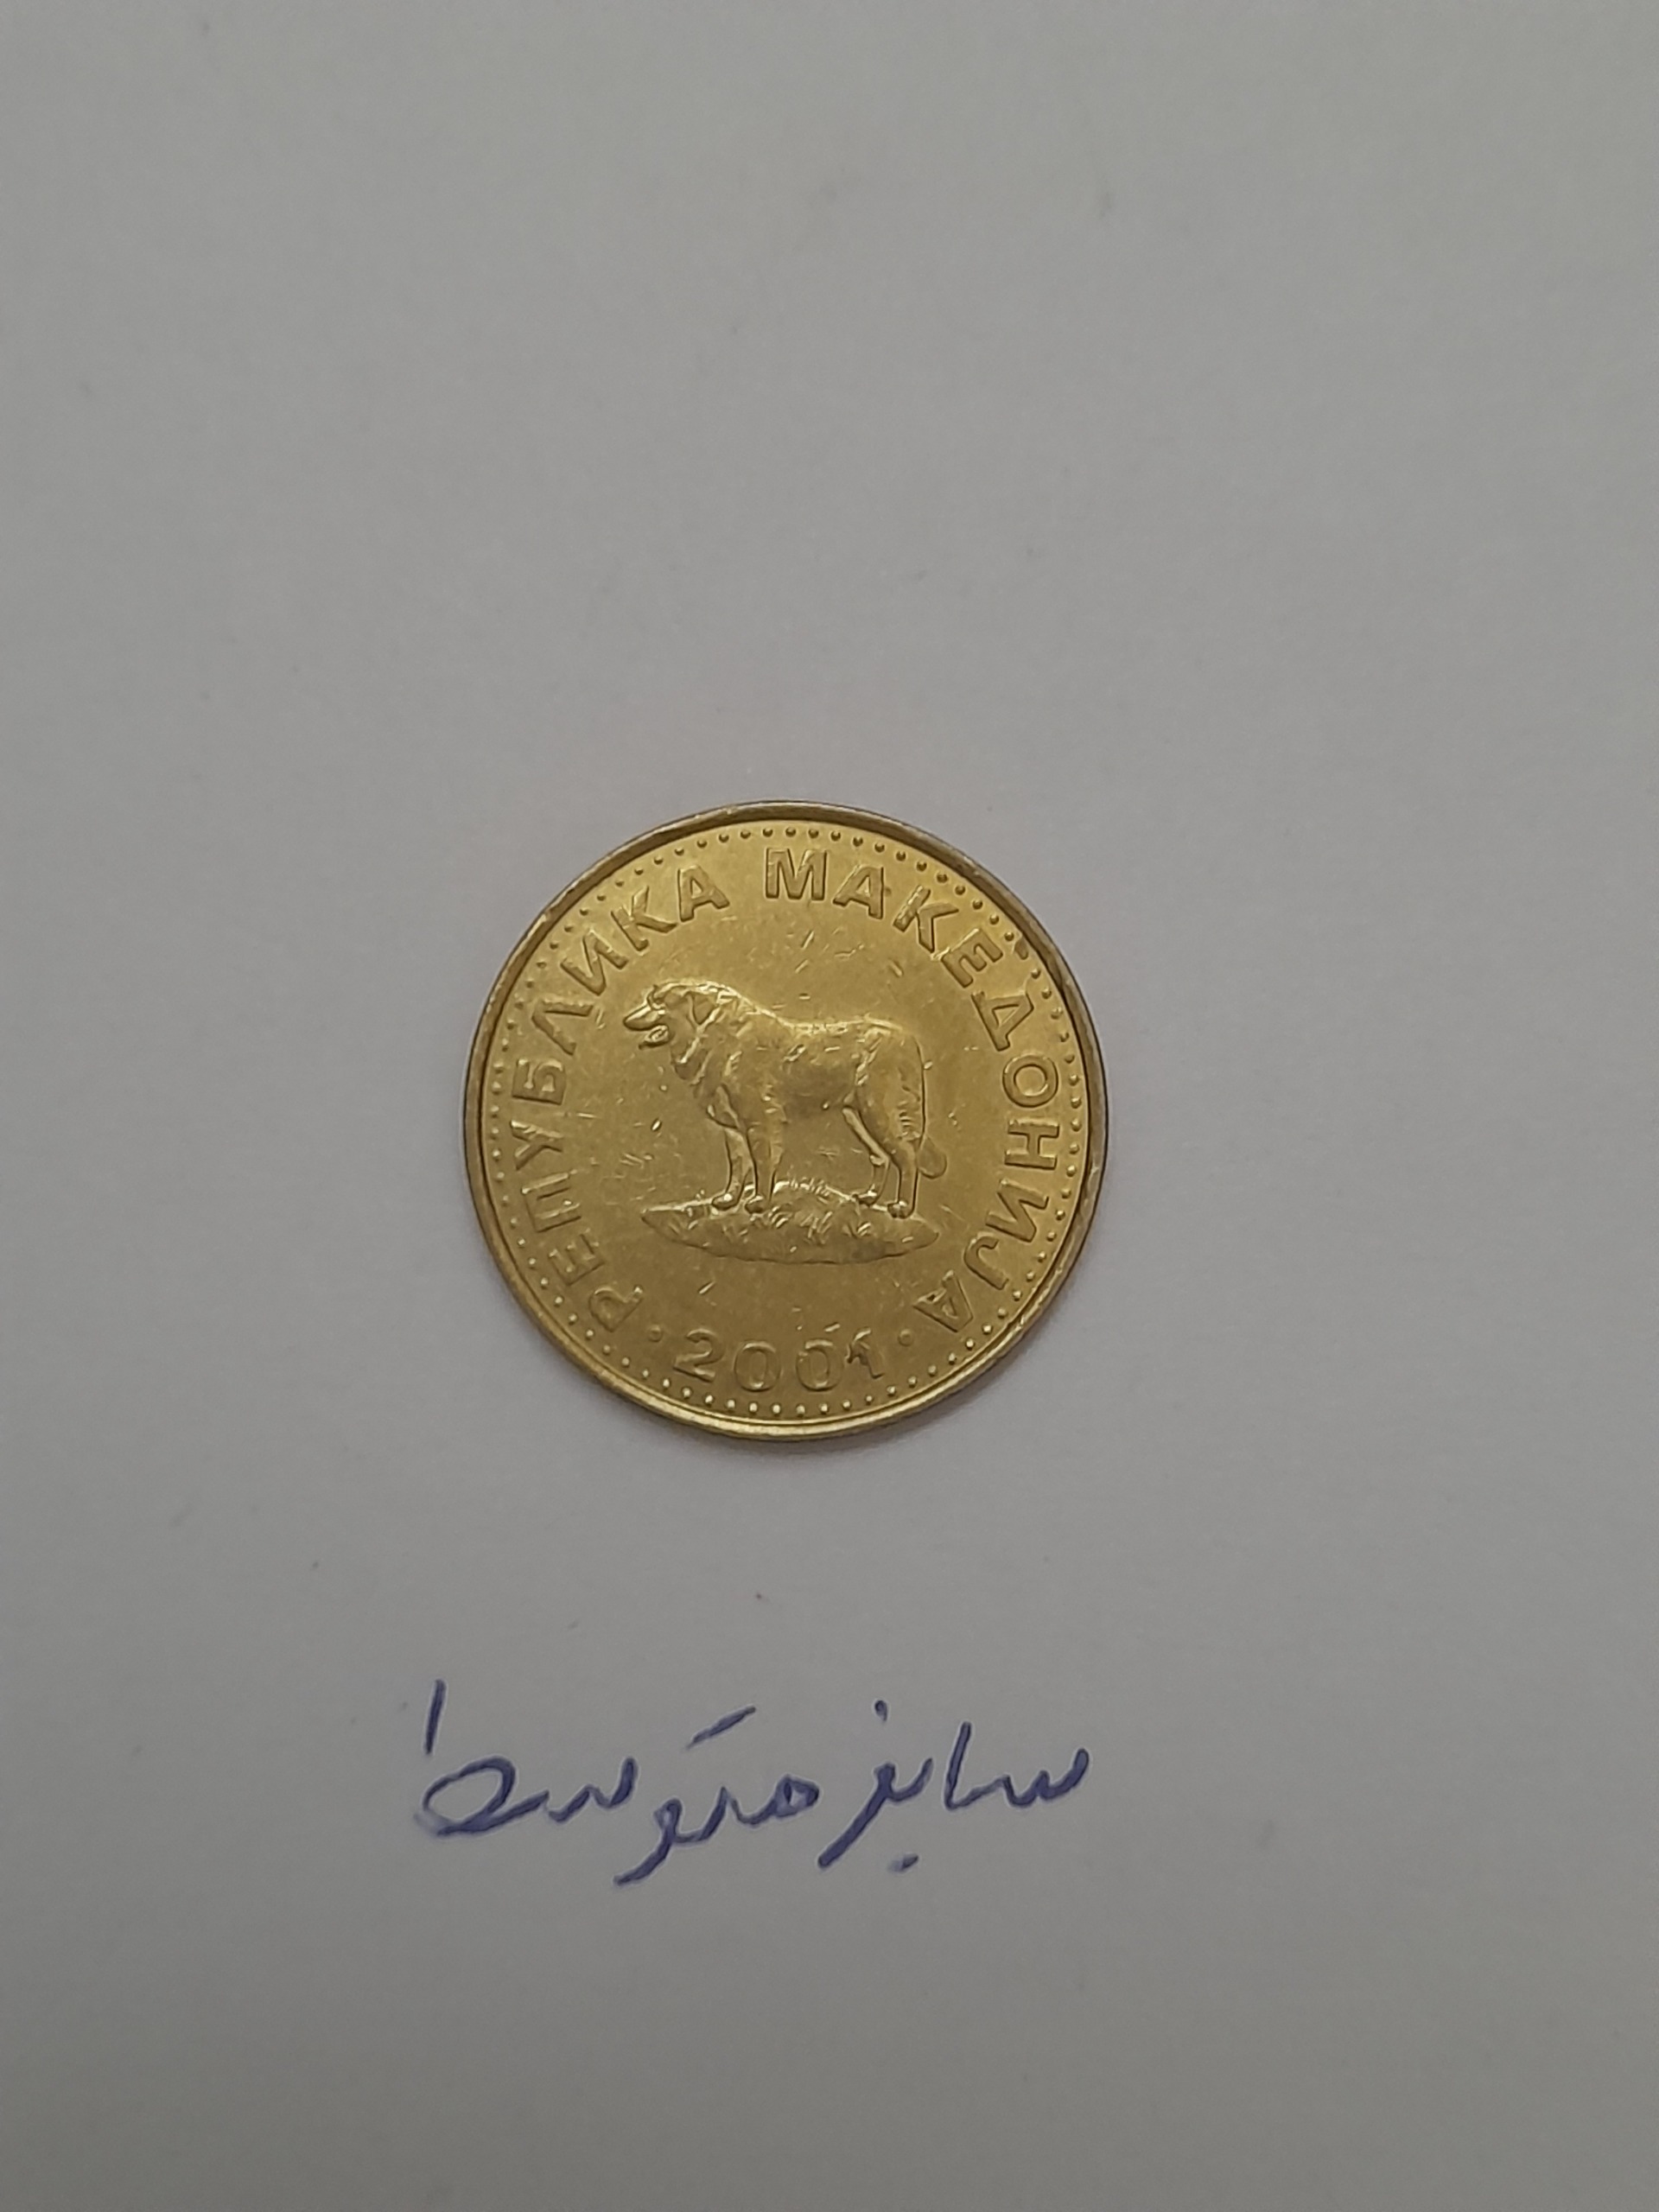 РЕПУБЛИКА МАКЕДОНИЈА
· 2001 ·
سایز متوسط